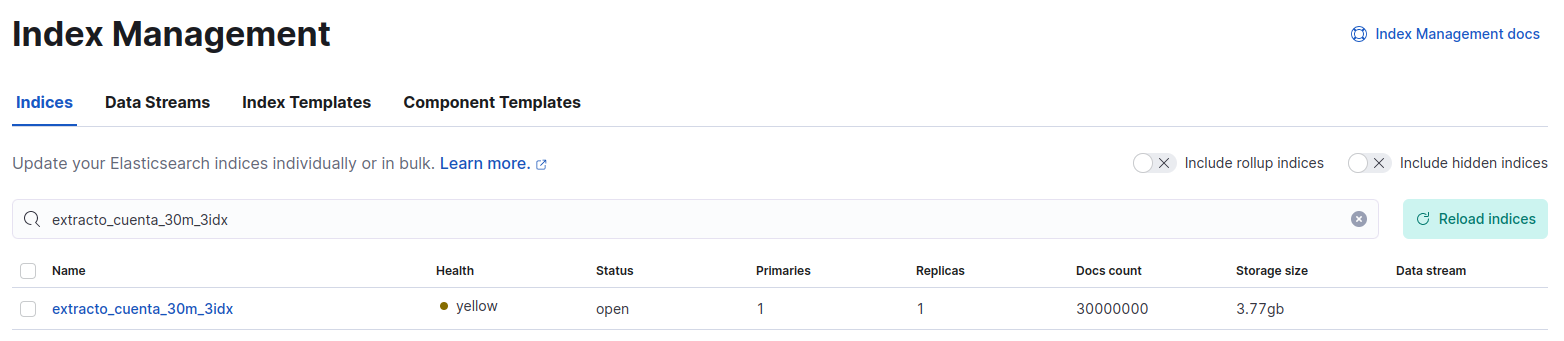 Index Management
Index Management docs
Indices Data Streams Index Templates Component Templates
Update your Elasticsearch indices individually or in bulk. Learn more.
Include rollup indices Include hidden indices
extracto_cuenta_30m_3idx
Reload indices
Name Health Status Primaries Replicas Docs count Storage size Data stream
extracto_cuenta_30m_3idx yellow open 1 1 30000000 3.77gb